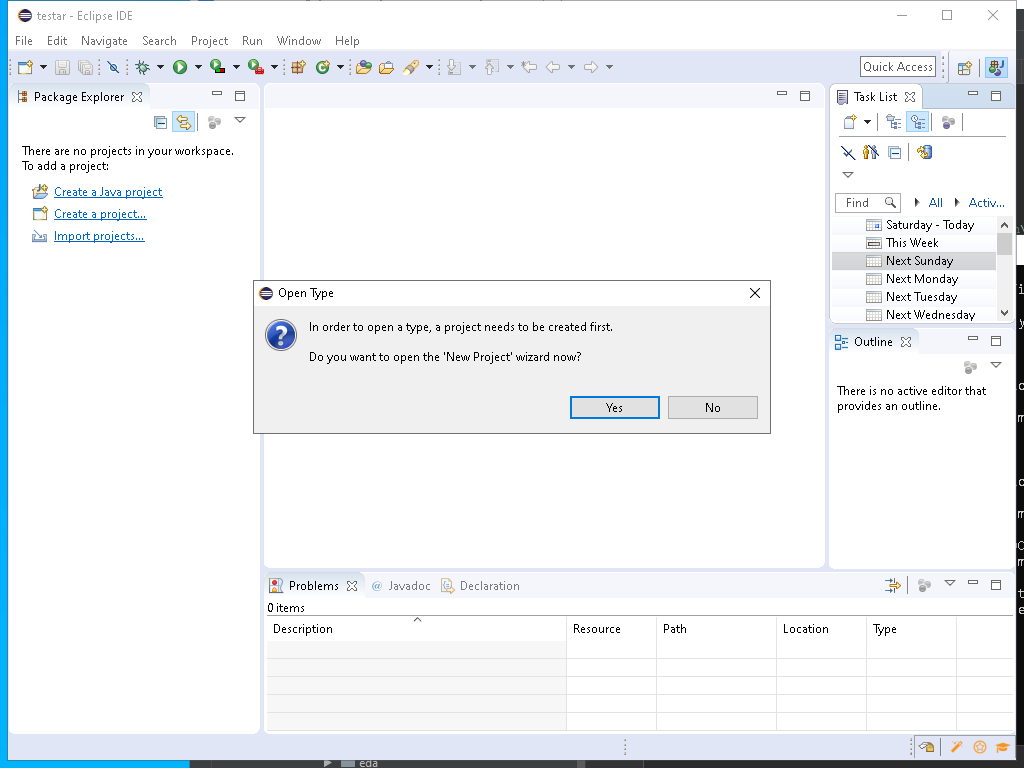 testar - Eclipse IDE
File Edit Navigate Search Project Run Window Help
Quick Access
Package Explorer
There are no projects in your workspace.
To add a project:
Create a Java project
Create a project...
Import projects...
Task List
Find All Activ...
Saturday - Today
This Week
Next Sunday
Next Monday
Next Tuesday
Next Wednesday
Open Type
In order to open a type, a project needs to be created first.
Do you want to open the 'New Project' wizard now?
Yes No
Outline
There is no active editor that
provides an outline.
Problems @ Javadoc Declaration
0 items
Description Resource Path Location Type
eda